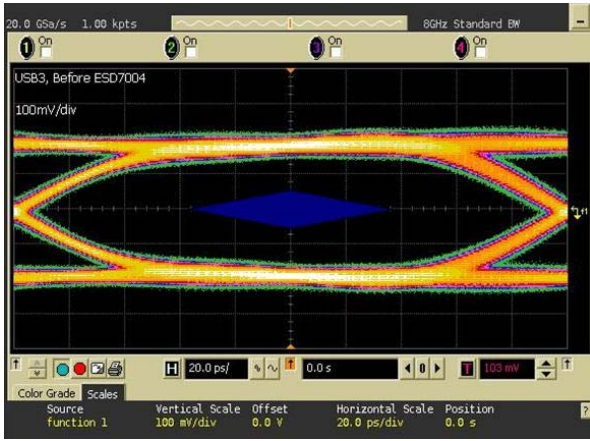 20.0 GSa/s 1.00 kpts 8GHz Standard BW
1 On 2 On 3 On 4 On
USB3, Before ESD7004
100mV/div
f1
H 20.0 ps/ 0.0 s 0 T 103 mV
Color Grade Scales
Source Vertical Scale Offset Horizontal Scale Position
function 1 100 mV/div 0.0 V 20.0 ps/div 0.0 s
?